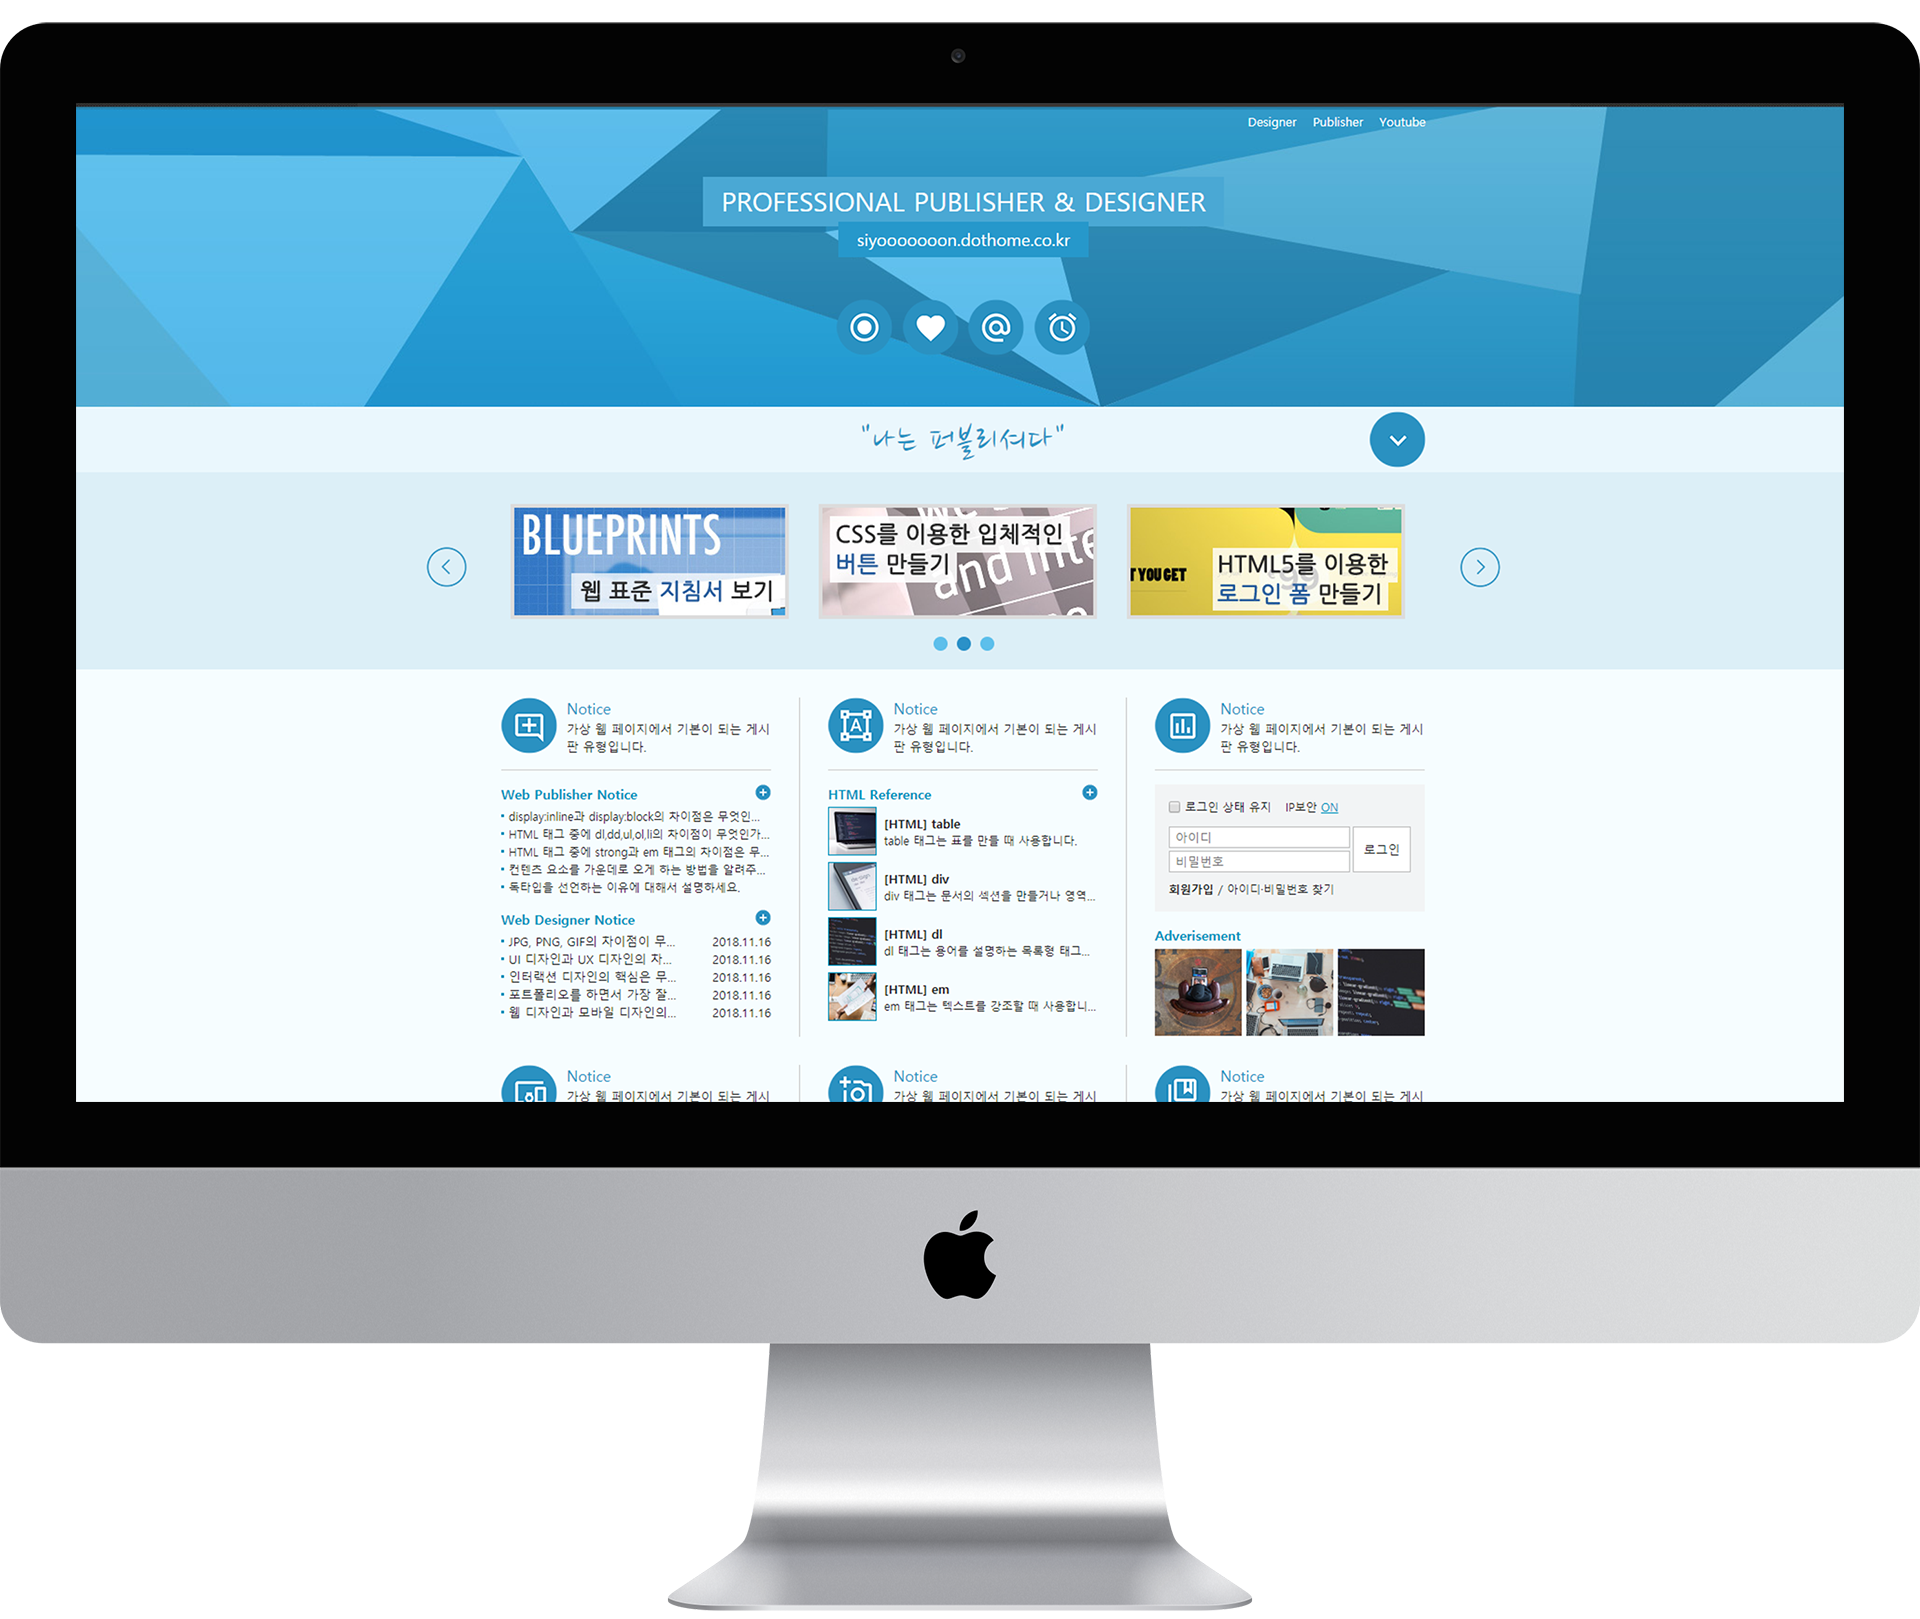 Designer Publisher Youtube
PROFESSIONAL PUBLISHER & DESIGNER
siyoooooooon.dothome.co.kr
"나는 퍼블리셔다"
BLUEPRINTS
웹 표준 지침서 보기
CSS를 이용한 입체적인
버튼 만들기
and inte
T YOU GET
HTML5를 이용한
로그인 폼 만들기
Notice
가상 웹 페이지에서 기본이 되는 게시
판 유형입니다.
Web Publisher Notice
display:inline과 display:block의 차이점은 무엇인...
HTML 태그 중에 dl,dd,ul,ol,li의 차이점이 무엇인가...
HTML 태그 중에 strong과 em 태그의 차이점은 무...
컨텐츠 요소를 가운데로 오게 하는 방법을 알려주...
독타입을 선언하는 이유에 대해서 설명하세요.
Web Designer Notice
JPG, PNG, GIF의 차이점이 무... 2018.11.16
UI 디자인과 UX 디자인의 차... 2018.11.16
인터랙션 디자인의 핵심은 무... 2018.11.16
포트폴리오를 하면서 가장 잘... 2018.11.16
웹 디자인과 모바일 디자인의... 2018.11.16
Notice
가상 웹 페이지에서 기본이 되는 게시
판 유형입니다.
HTML Reference
[HTML] table
table 태그는 표를 만들 때 사용합니다.
[HTML] div
div 태그는 문서의 섹션을 만들거나 영역...
[HTML] dl
dl 태그는 용어를 설명하는 목록형 태그...
[HTML] em
em 태그는 텍스트를 강조할 때 사용합니...
Notice
가상 웹 페이지에서 기본이 되는 게시
판 유형입니다.
로그인 상태 유지 IP보안 ON
아이디
비밀번호
로그인
회원가입 / 아이디·비밀번호 찾기
Adverisement
Notice
가상 웹 페이지에서 기본이 되는 게시
Notice
가상 웹 페이지에서 기본이 되는 게시
Notice
가상 웹 페이지에서 기본이 되는 게시